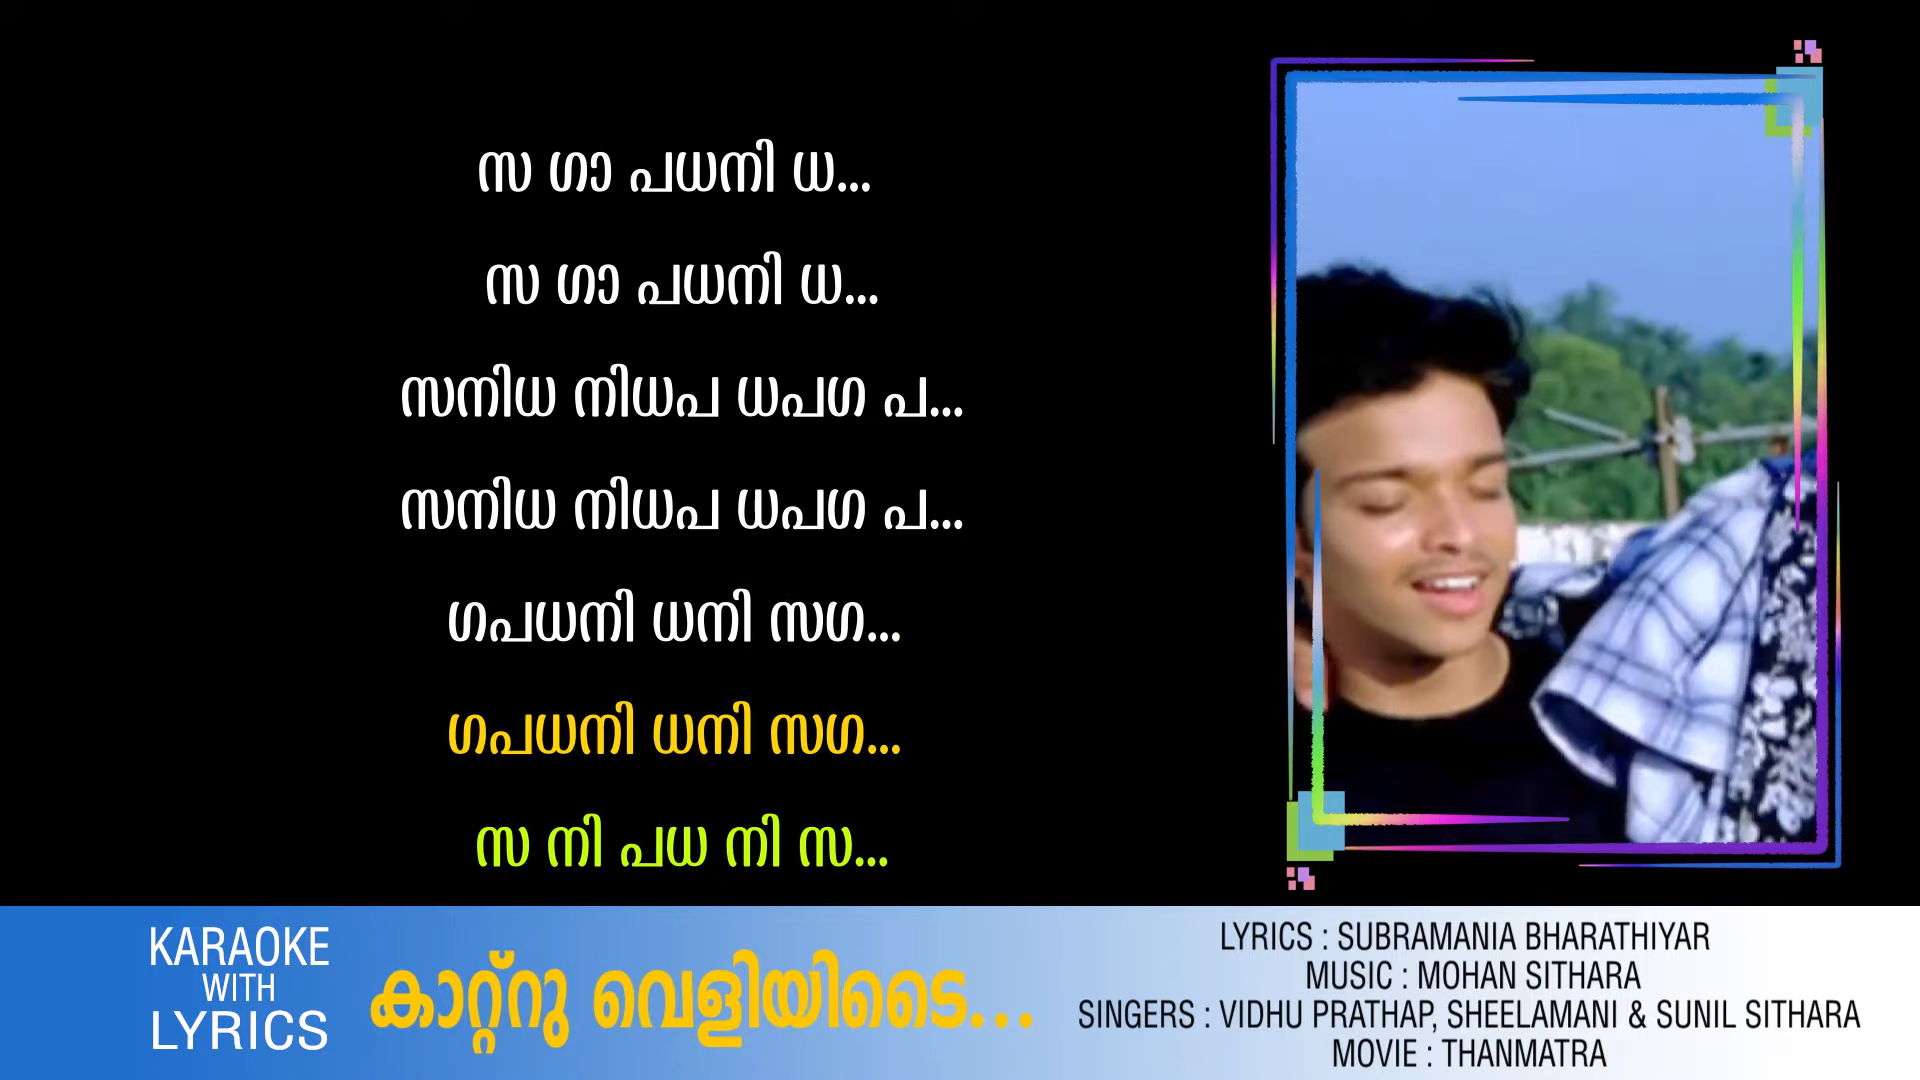 സ ഗാ പധനി ധ...
സ ഗാ പധനി ധ...
സനിധ നിധപ ധപഗ പ...
സനിധ നിധപ ധപഗ പ...
ഗപധനി ധനി സഗ...
ഗപധനി ധനി സഗ...
സ നി പധ നി സ...
KARAOKE
WITH
LYRICS
കാറ്റ്റു വെളിയിടൈ...
LYRICS : SUBRAMANIA BHARATHIYAR
MUSIC : MOHAN SITHARA
SINGERS : VIDHU PRATHAP, SHEELAMANI & SUNIL SITHARA
MOVIE : THANMATRA